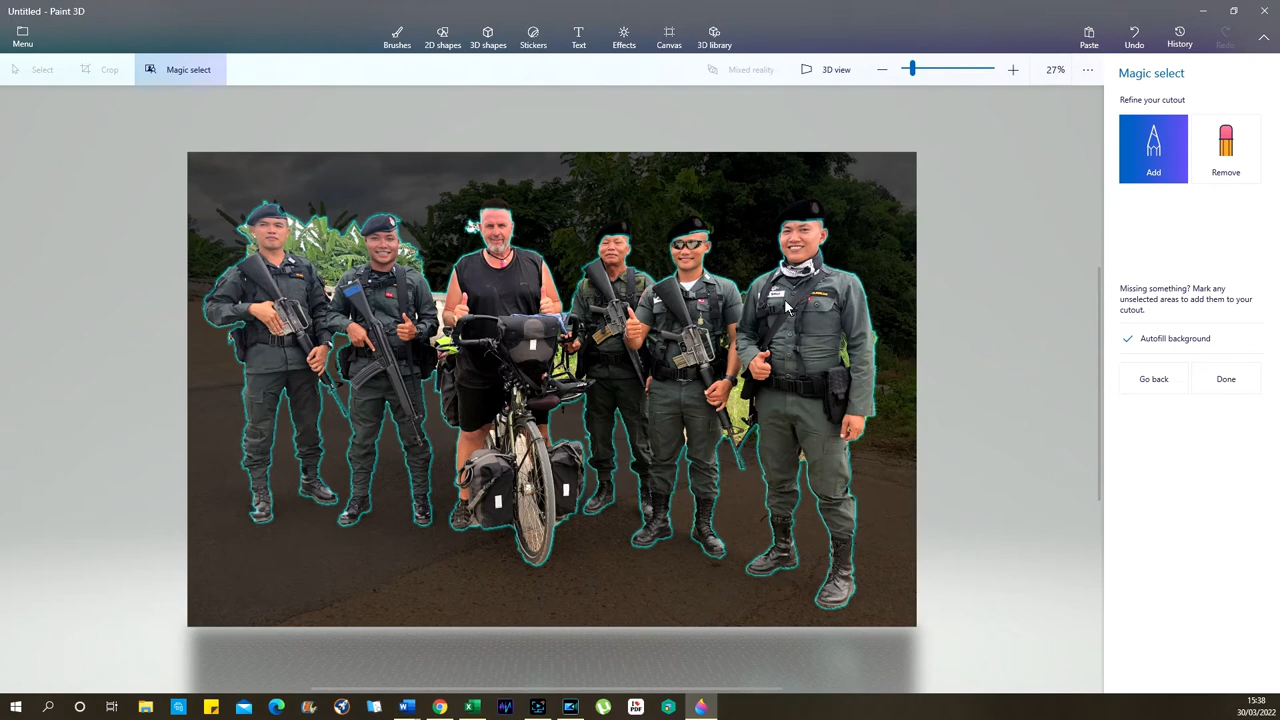 Untitled - Paint 3D
Menu
Brushes
2D shapes
3D shapes
Stickers
Text
Effects
Canvas
3D library
Paste
Undo
History
Redo
Select
Crop
Magic select
Mixed reality
3D view
27%
Magic select
Refine your cutout
Add
Remove
Missing something? Mark any
unselected areas to add them to your
cutout.
Autofill background
Go back
Done
I
PDF
15:38
30/03/2022